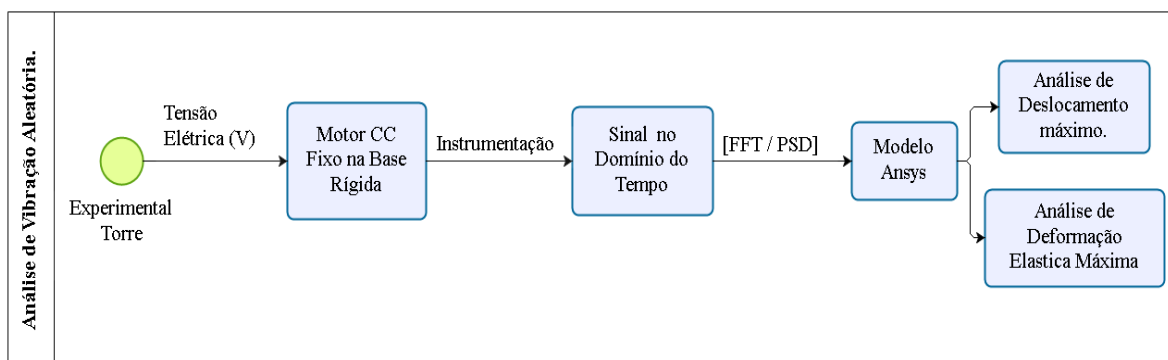 Análise de Vibração Aleatória.
Experimental
Torre
Tensão
Elétrica (V)
Motor CC
Fixo na Base
Rígida
Instrumentação
Sinal no
Domínio do
Tempo
[FFT / PSD]
Modelo
Ansys
Análise de
Deslocamento
máximo.
Análise de
Deformação
Elastica Máxima